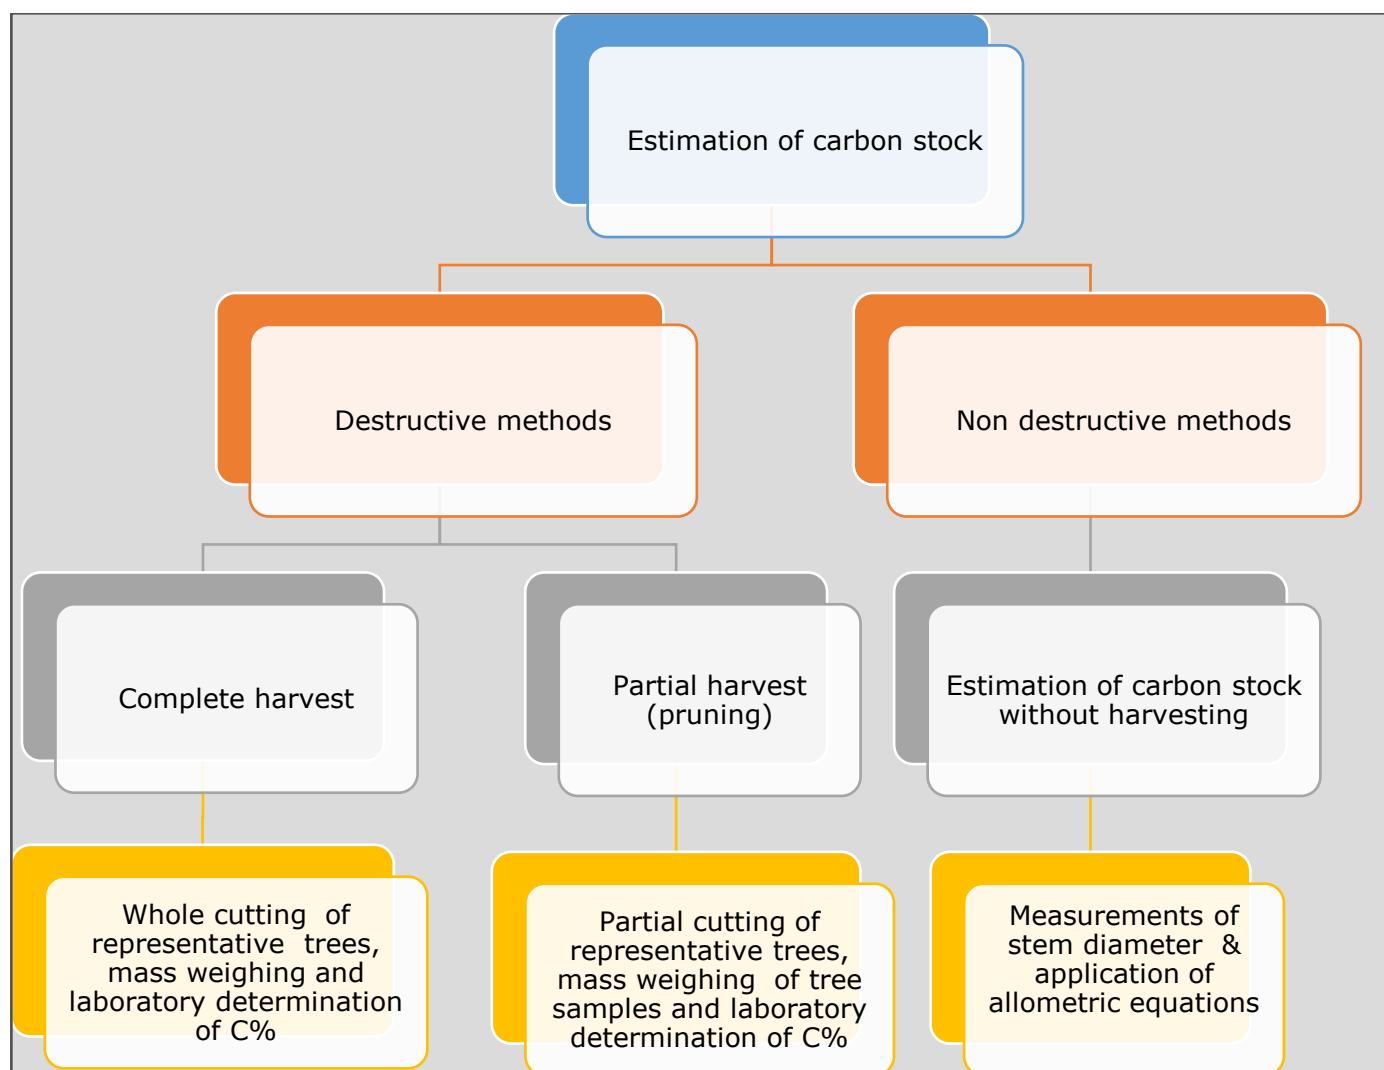 Estimation of carbon stock
Destructive methods
Non destructive methods
Complete harvest
Partial harvest
(pruning)
Estimation of carbon stock
without harvesting
Whole cutting of
representative trees,
mass weighing and
laboratory determination
of C%
Partial cutting of
representative trees,
mass weighing of tree
samples and laboratory
determination of C%
Measurements of
stem diameter &
application of
allometric equations